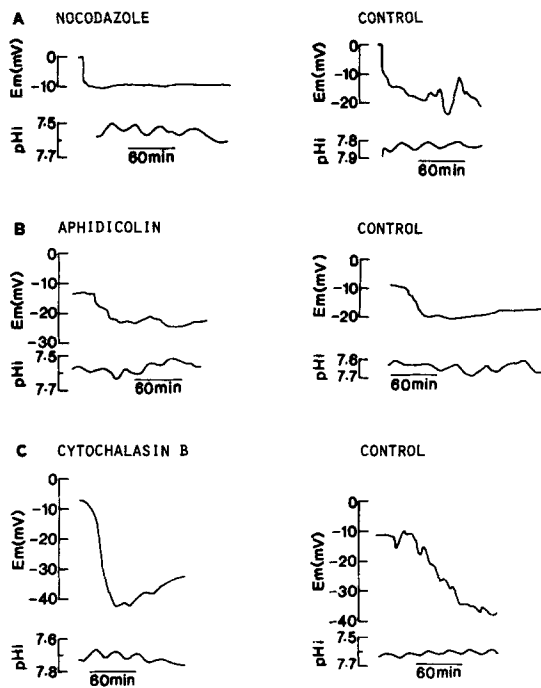 A NOCODAZOLE
CONTROL
Em(mV)
0
-10
pHi
7.5
7.7
60min
Em(mV)
0
-10
-20
pHi
7.8
7.9
60min
B APHIDICOLIN
CONTROL
Em(mV)
0
-10
-20
-30
pHi
7.5
7.7
60min
Em(mV)
0
-10
-20
pHi
7.6
7.7
60min
C CYTOCHALASIN B
CONTROL
Em(mV)
0
-10
-20
-30
-40
pHi
7.6
7.8
60min
Em(mV)
0
-10
-20
-30
-40
pHi
7.5
7.7
60min